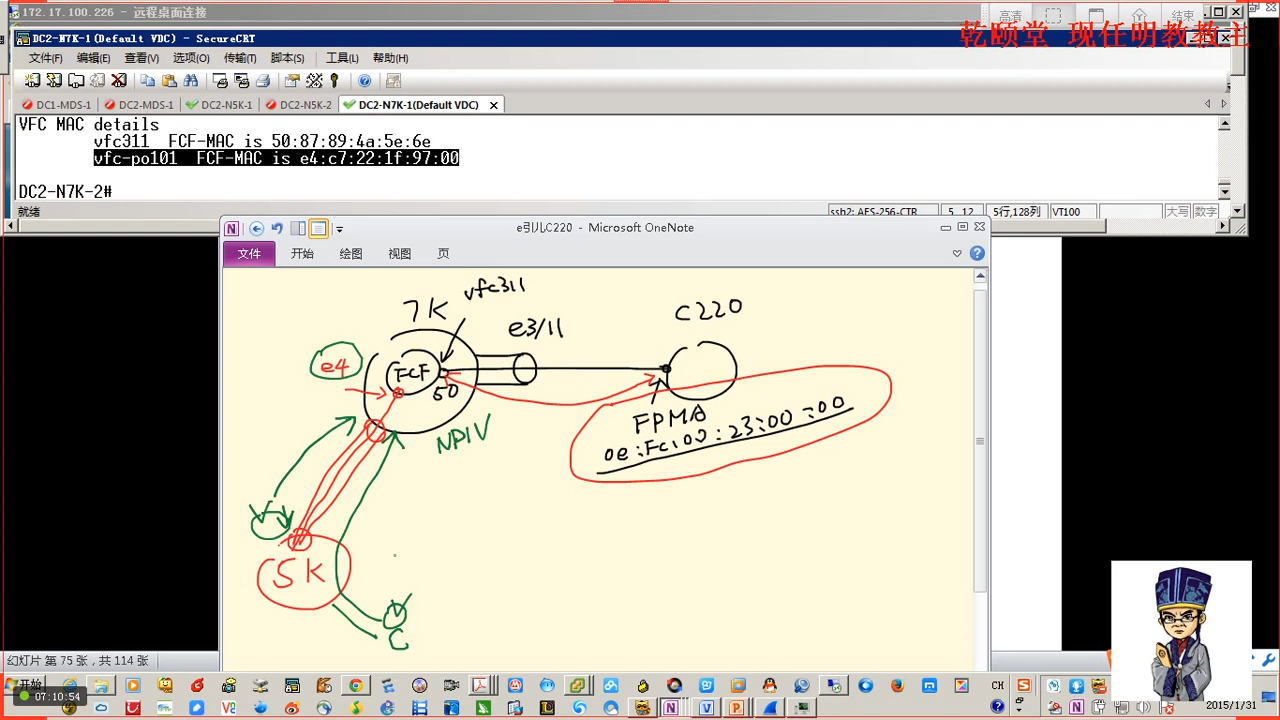 172.17.100.226 - 远程桌面连接
高清
结束
乾颐堂 现任明教教主
DC2-N7K-1(Default VDC) - SecureCRT
文件(F) 编辑(E) 查看(V) 选项(O) 传输(T) 脚本(S) 工具(L) 帮助(H)
DC1-MDS-1 DC2-MDS-1 DC2-N5K-1 DC2-N5K-2 DC2-N7K-1(Default VDC)
VFC MAC details
vfc311 FCF-MAC is 50:87:89:4a:5e:6e
vfc-po101 FCF-MAC is e4:c7:22:1f:97:00
DC2-N7K-2#
就绪
ssh2: AES-256-CTR 5, 12 5行,128列 VT100 大写 数字
e引儿C220 - Microsoft OneNote
文件 开始 绘图 视图 页
vfc311
7K
C220
e3/11
e4
FCF
50
FPMA
0e:Fc:00:23:00:00
NPIV
5K
C
幻灯片 第 75 张，共 114 张
开始
07:10:54
CH
2015/1/31